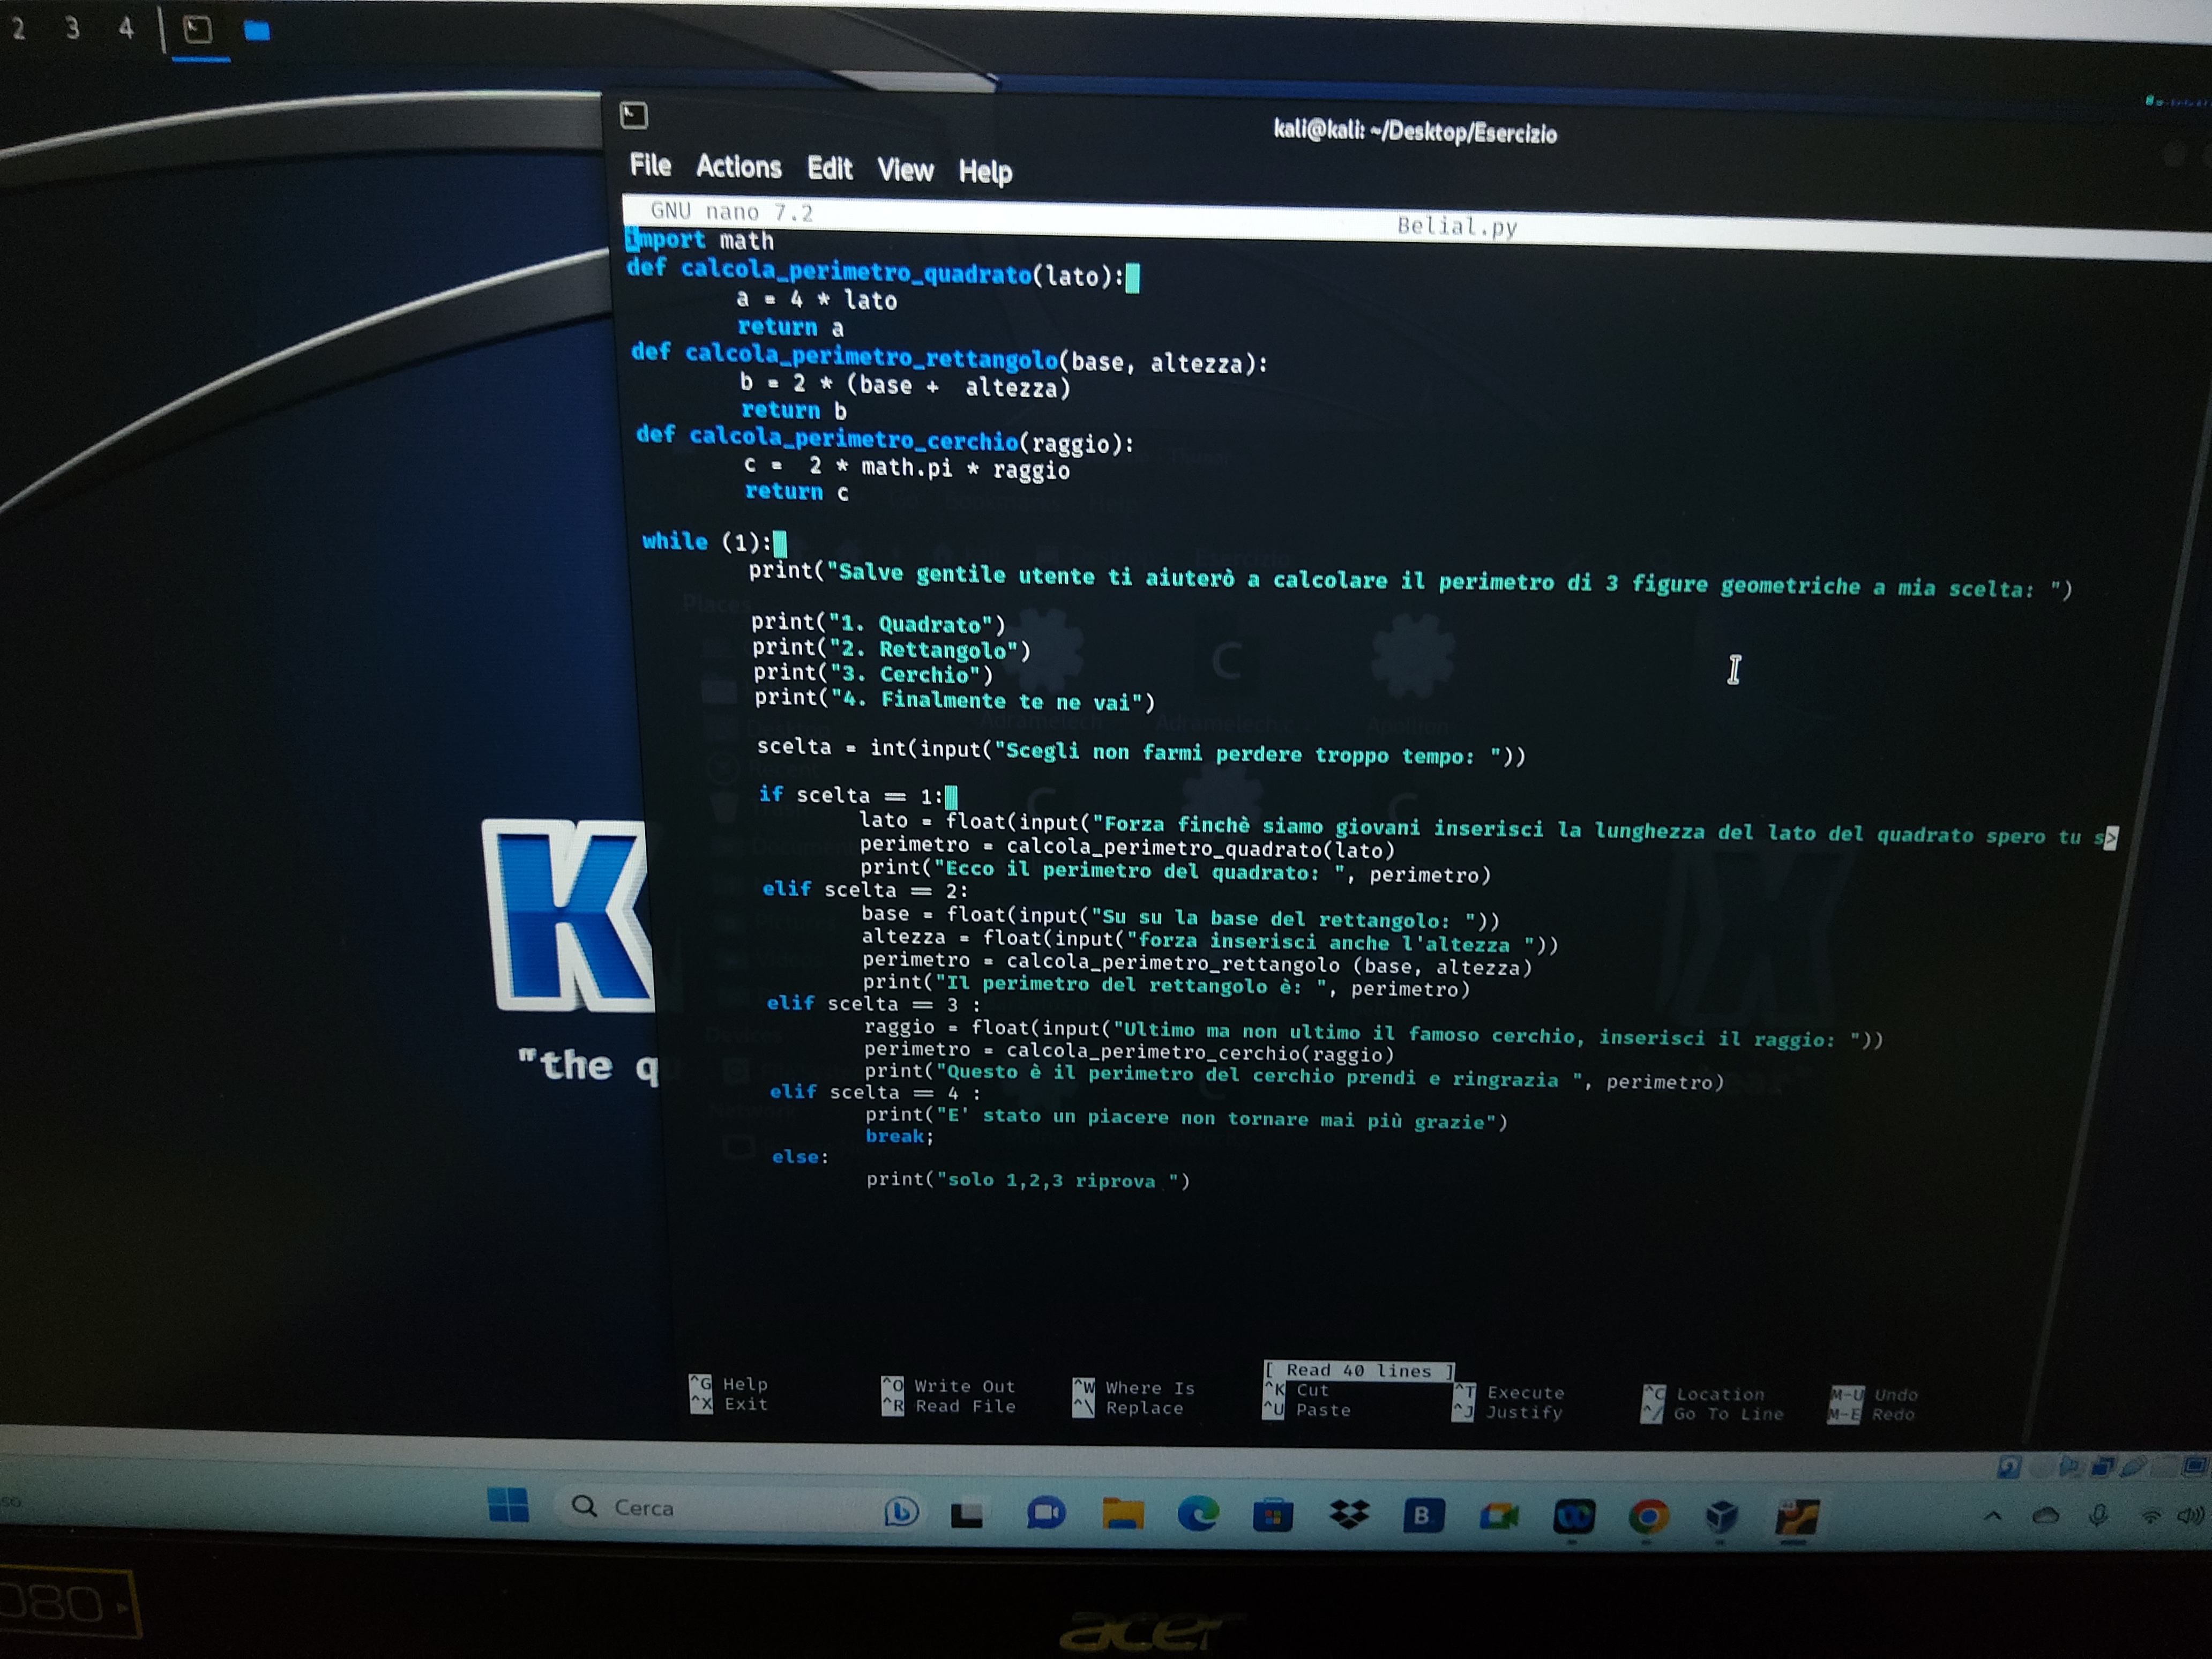 2 3 4
kali@kali: ~/Desktop/Esercizio
File Actions Edit View Help
GNU nano 7.2 Belial.py
import math
def calcola_perimetro_quadrato(lato):
a = 4 * lato
return a
def calcola_perimetro_rettangolo(base, altezza):
b = 2 * (base +  altezza)
return b
def calcola_perimetro_cerchio(raggio):
c =  2 * math.pi * raggio
return c
while (1):
print("Salve gentile utente ti aiuterò a calcolare il perimetro di 3 figure geometriche a mia scelta: ")
print("1. Quadrato")
print("2. Rettangolo")
print("3. Cerchio")
print("4. Finalmente te ne vai")
scelta = int(input("Scegli non farmi perdere troppo tempo: "))
if scelta == 1:
lato = float(input("Forza finchè siamo giovani inserisci la lunghezza del lato del quadrato spero tu s>
perimetro = calcola_perimetro_quadrato(lato)
print("Ecco il perimetro del quadrato: ", perimetro)
elif scelta == 2:
base = float(input("Su su la base del rettangolo: "))
altezza = float(input("forza inserisci anche l'altezza "))
perimetro = calcola_perimetro_rettangolo (base, altezza)
print("Il perimetro del rettangolo è: ", perimetro)
elif scelta == 3 :
raggio = float(input("Ultimo ma non ultimo il famoso cerchio, inserisci il raggio: "))
perimetro = calcola_perimetro_cerchio(raggio)
print("Questo è il perimetro del cerchio prendi e ringrazia ", perimetro)
elif scelta == 4 :
print("E' stato un piacere non tornare mai più grazie")
break;
else:
print("solo 1,2,3 riprova ")
K
"the q
[ Read 40 lines ]
^G Help ^O Write Out ^W Where Is ^K Cut ^T Execute ^C Location M-U Undo
^X Exit ^R Read File ^\ Replace ^U Paste ^J Justify ^/ Go To Line M-E Redo
Cerca
B.
080
acer